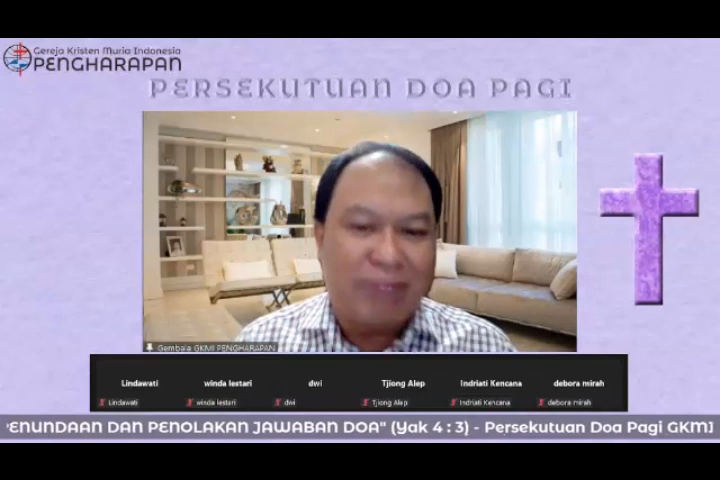 Gereja Kristen Muria Indonesia
PENGHARAPAN
PERSEKUTUAN DOA PAGI
Gembala GKMI PENGHARAPAN
Lindawati winda lestari dwi Tjiong Alep Indriati Kencana debora mirah
Lindawati winda lestari dwi Tjiong Alep Indriati Kencana debora mirah
ENUNDAAN DAN PENOLAKAN JAWABAN DOA" (Yak 4 : 3) - Persekutuan Doa Pagi GKMI